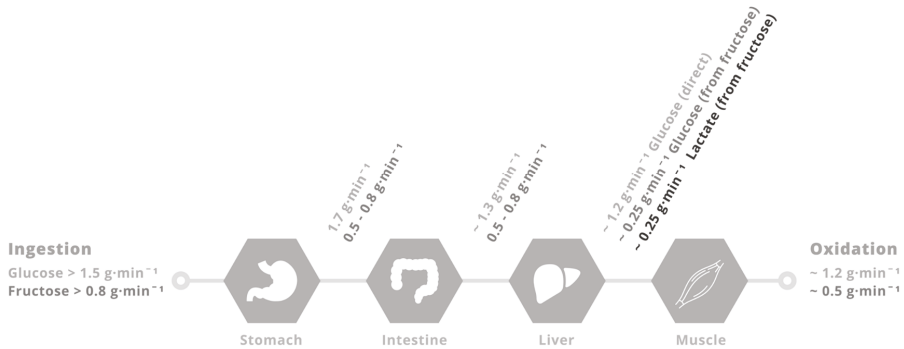 ~ 1.2 g·min⁻¹ Glucose (direct)
~ 0.25 g·min⁻¹ Glucose (from fructose)
~ 0.25 g·min⁻¹ Lactate (from fructose)
1.7 g·min⁻¹
0.5 - 0.8 g·min⁻¹
~ 1.3 g·min⁻¹
0.5 - 0.8 g·min⁻¹
Ingestion
Glucose > 1.5 g·min⁻¹
Fructose > 0.8 g·min⁻¹
Oxidation
~ 1.2 g·min⁻¹
~ 0.5 g·min⁻¹
Stomach
Intestine
Liver
Muscle